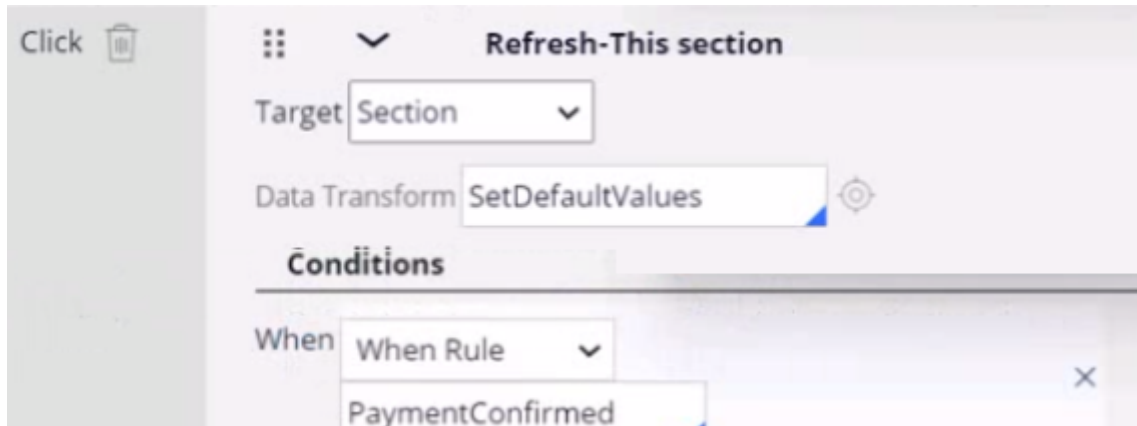 Click
Refresh-This section
Target Section
Data Transform SetDefaultValues
Conditions
When When Rule
PaymentConfirmed